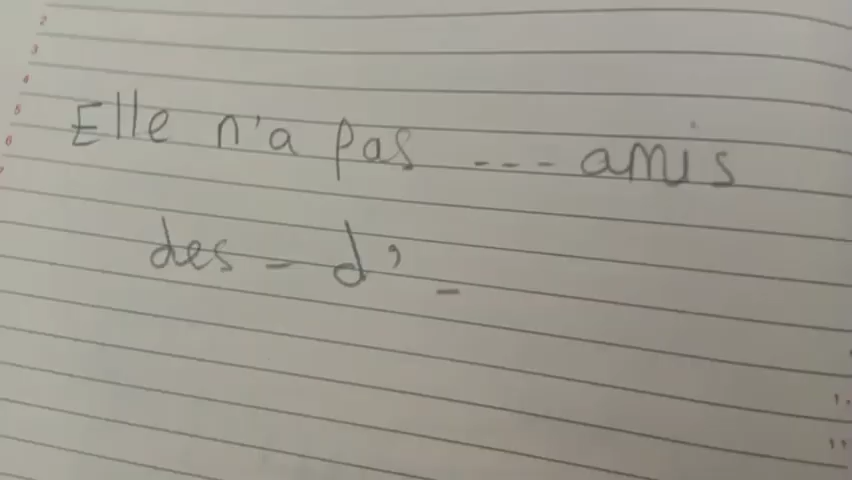 Elle n'a pas --- amis
des - d' -